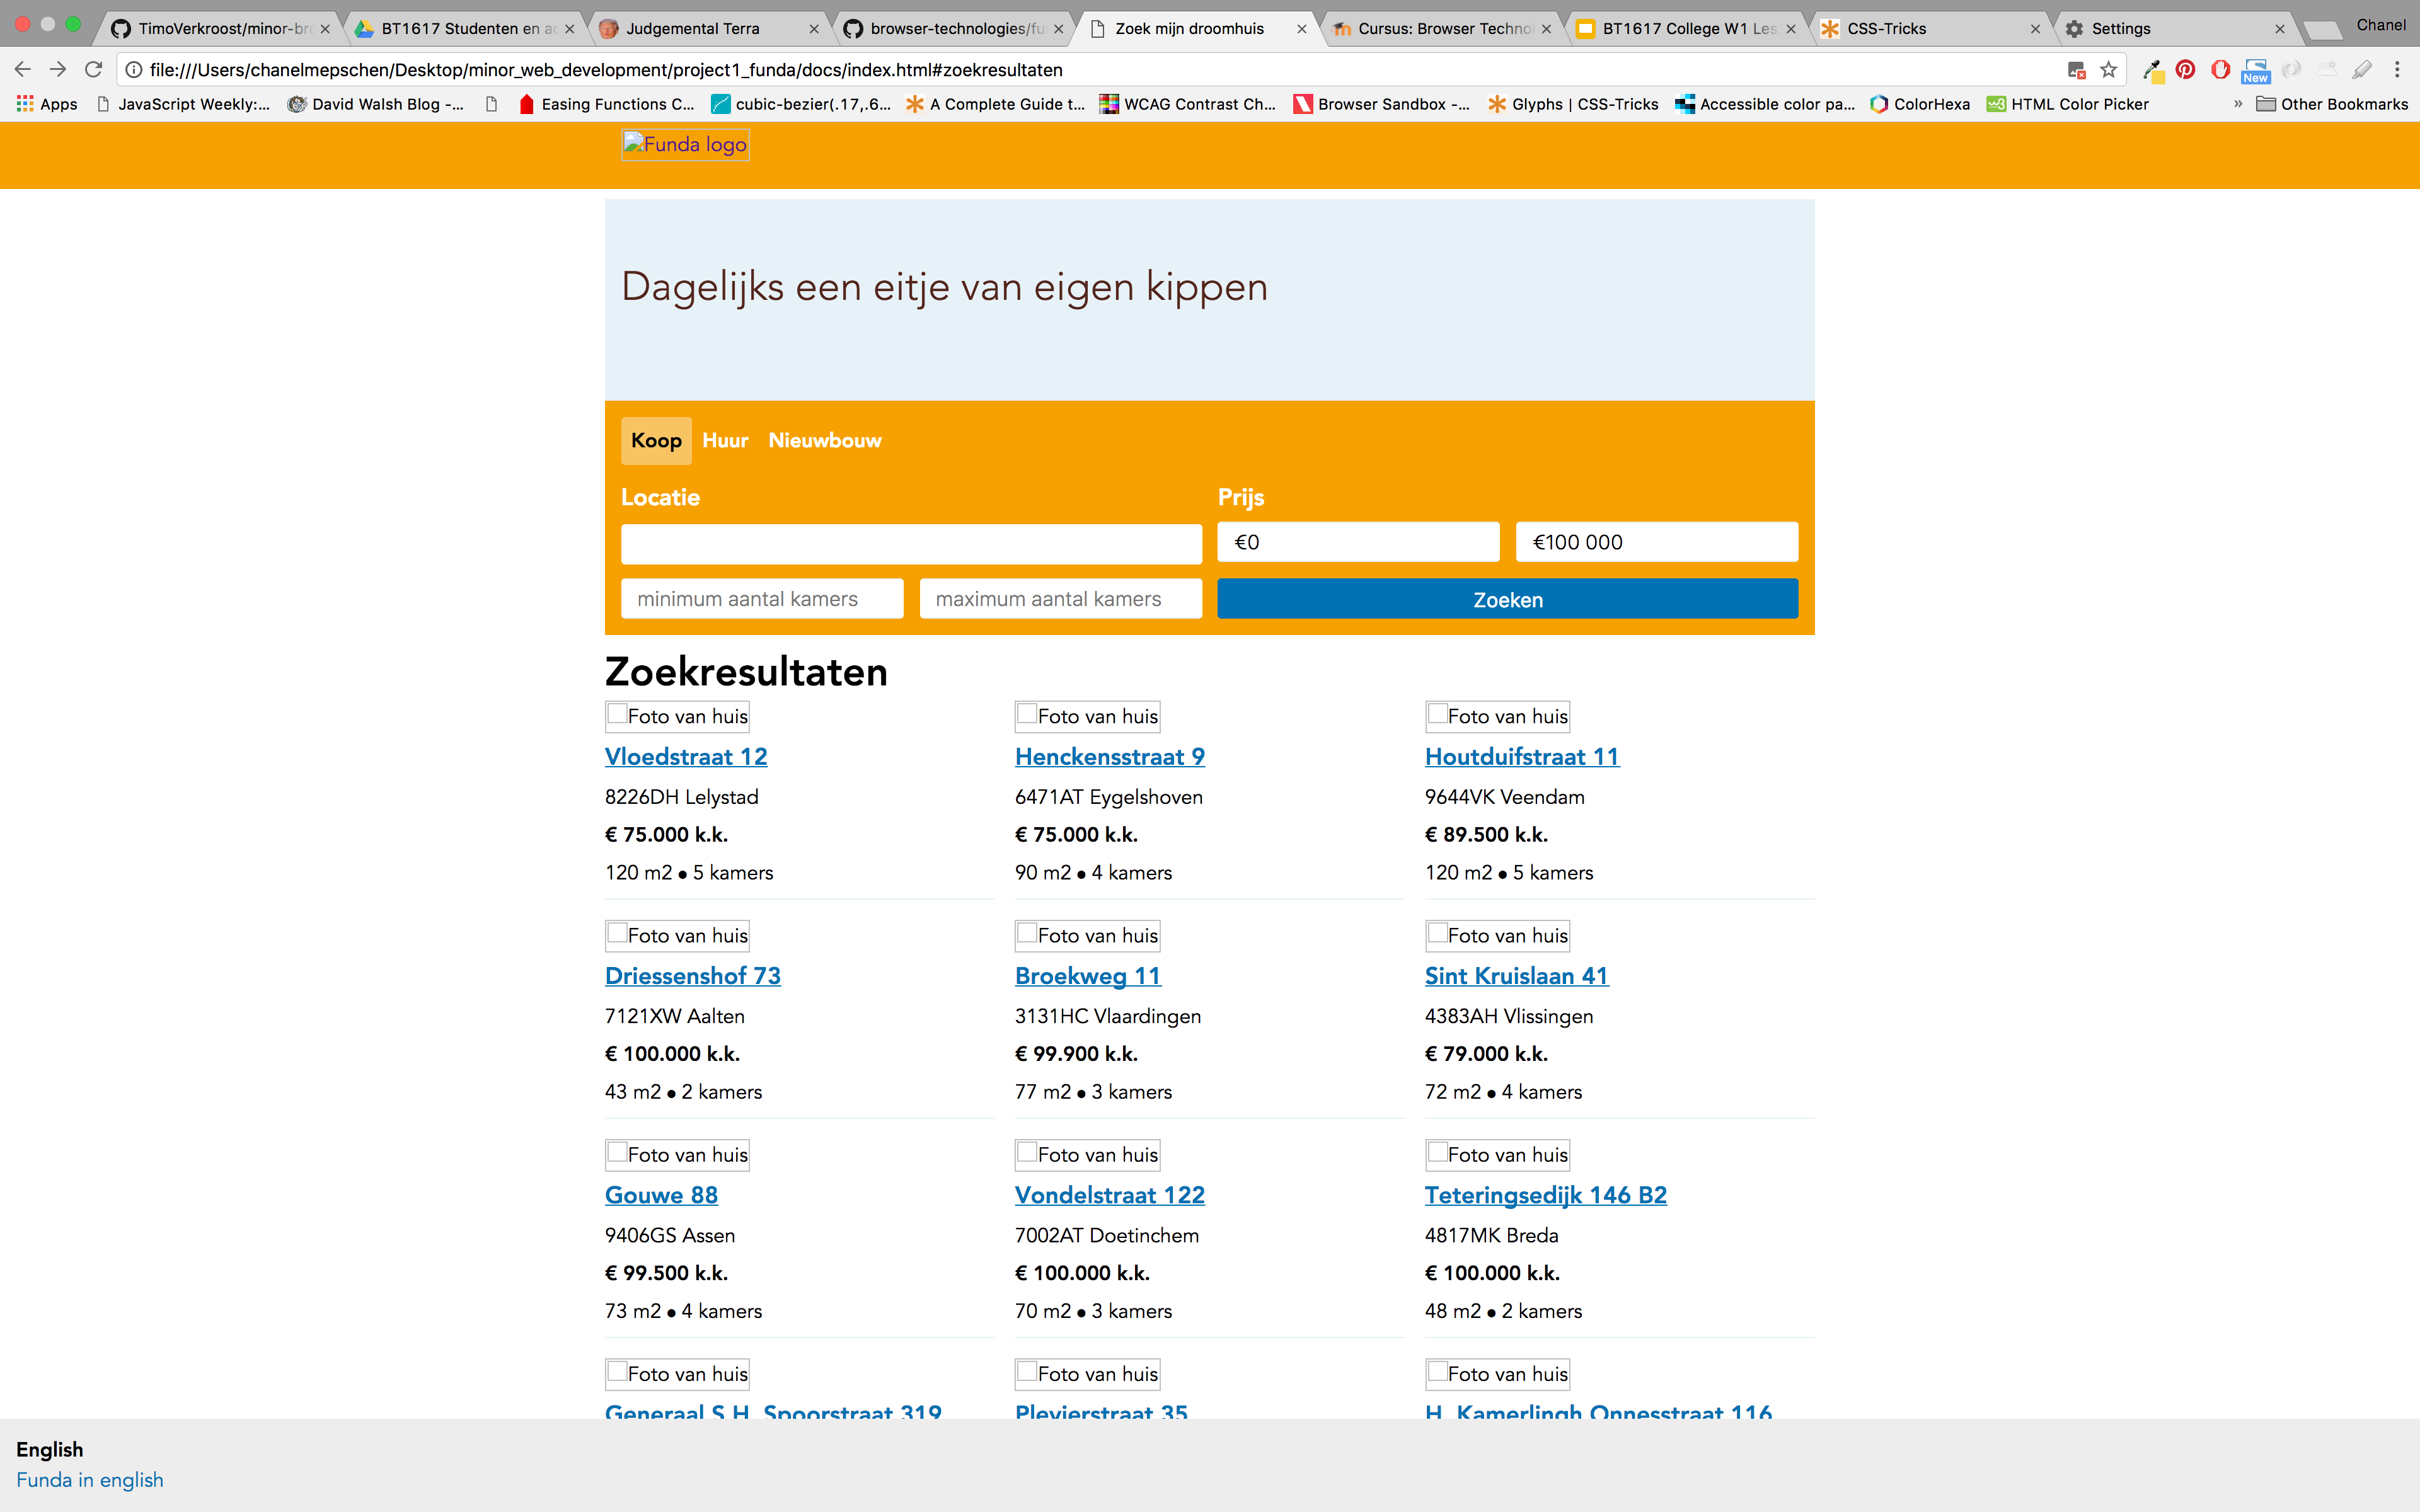 TimoVerkroost/minor-bro
BT1617 Studenten en ac
Judgemental Terra
browser-technologies/fu
Zoek mijn droomhuis
Cursus: Browser Techno
BT1617 College W1 Les
CSS-Tricks
Settings
Chanel
file:///Users/chanelmepschen/Desktop/minor_web_development/project1_funda/docs/index.html#zoekresultaten
New
Apps
JavaScript Weekly:...
David Walsh Blog -...
Easing Functions C...
cubic-bezier(.17,.6...
A Complete Guide t...
WCAG Contrast Ch...
Browser Sandbox -...
Glyphs | CSS-Tricks
Accessible color pa...
ColorHexa
HTML Color Picker
»
Other Bookmarks
Funda logo
Dagelijks een eitje van eigen kippen
Koop Huur Nieuwbouw
Locatie Prijs
€0 €100 000
minimum aantal kamers maximum aantal kamers Zoeken
Zoekresultaten
Foto van huis Foto van huis Foto van huis
Vloedstraat 12 Henckensstraat 9 Houtduifstraat 11
8226DH Lelystad 6471AT Eygelshoven 9644VK Veendam
€ 75.000 k.k. € 75.000 k.k. € 89.500 k.k.
120 m2 ● 5 kamers 90 m2 ● 4 kamers 120 m2 ● 5 kamers
Foto van huis Foto van huis Foto van huis
Driessenshof 73 Broekweg 11 Sint Kruislaan 41
7121XW Aalten 3131HC Vlaardingen 4383AH Vlissingen
€ 100.000 k.k. € 99.900 k.k. € 79.000 k.k.
43 m2 ● 2 kamers 77 m2 ● 3 kamers 72 m2 ● 4 kamers
Foto van huis Foto van huis Foto van huis
Gouwe 88 Vondelstraat 122 Teteringsedijk 146 B2
9406GS Assen 7002AT Doetinchem 4817MK Breda
€ 99.500 k.k. € 100.000 k.k. € 100.000 k.k.
73 m2 ● 4 kamers 70 m2 ● 3 kamers 48 m2 ● 2 kamers
Foto van huis Foto van huis Foto van huis
Generaal S.H. Spoorstraat 319 Plevierstraat 35 H. Kamerlingh Onnesstraat 116
English
Funda in english